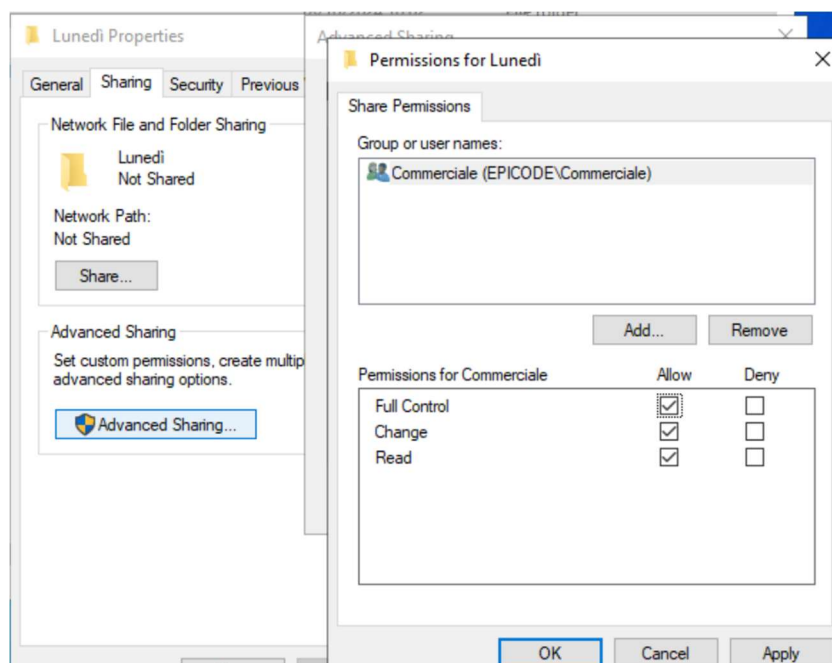 Lunedì Properties
General Sharing Security Previous
Network File and Folder Sharing
Lunedì
Not Shared
Network Path:
Not Shared
Share...
Advanced Sharing
Set custom permissions, create multip
advanced sharing options.
Advanced Sharing...
Advanced Sharing
Permissions for Lunedì
Share Permissions
Group or user names:
Commerciale (EPICODE\Commerciale)
Add... Remove
Permissions for Commerciale Allow Deny
Full Control
Change
Read
OK Cancel Apply